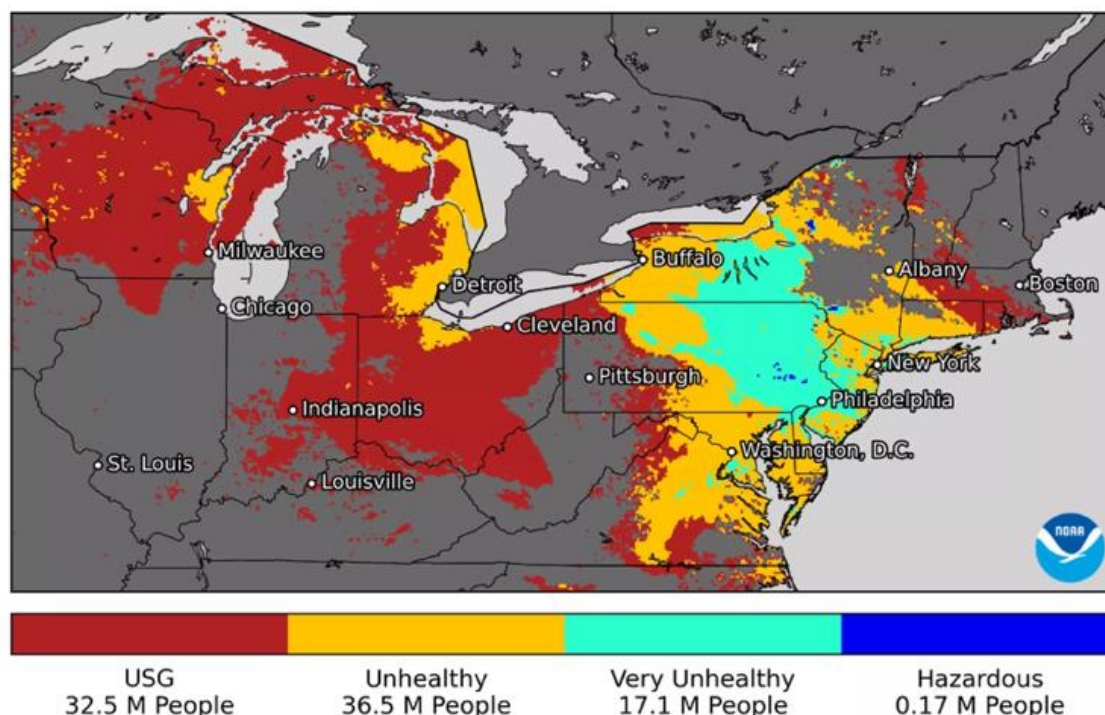 Milwaukee
Buffalo
Albany
Boston
Detroit
Chicago
Cleveland
New York
Pittsburgh
Philadelphia
Indianapolis
Washington, D.C.
St. Louis
Louisville
NOAA
USG
32.5 M People
Unhealthy
36.5 M People
Very Unhealthy
17.1 M People
Hazardous
0.17 M People